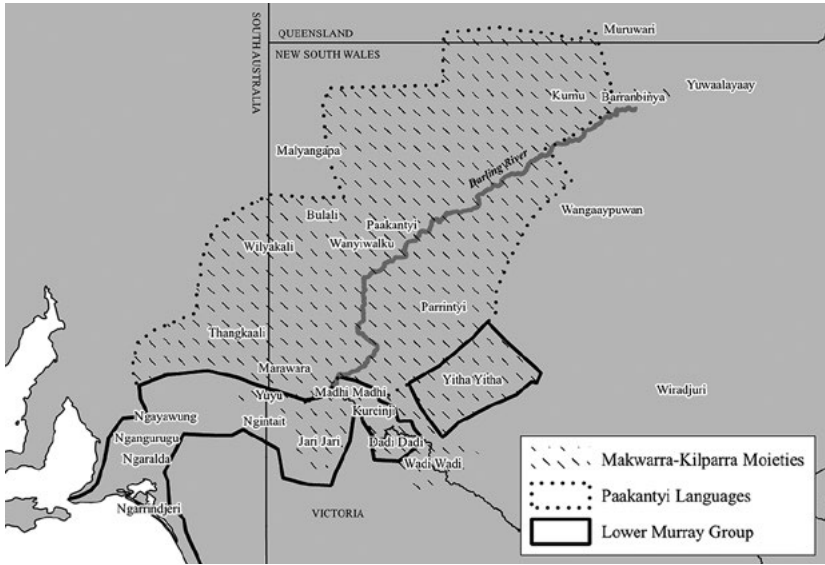 SOUTH AUSTRALIA
QUEENSLAND
NEW SOUTH WALES
Muruwari
Kurnu
Barranbinya
Yuwaalayaay
Malyangapa
Darling River
Bulali
Paakantyi
Wangaaypuwan
Wilyakali
Wanyiwalku
Parrintyi
Thangkaali
Marawara
Yitha Yitha
Wiradjuri
Yuyu
Madhi Madhi
Ngayawung
Kureinji
Ngintait
Ngangurugu
Jari Jari
Dadi Dadi
Ngaralda
Wadi Wadi
Ngarrindjeri
VICTORIA
Makwarra-Kilparra Moieties
Paakantyi Languages
Lower Murray Group